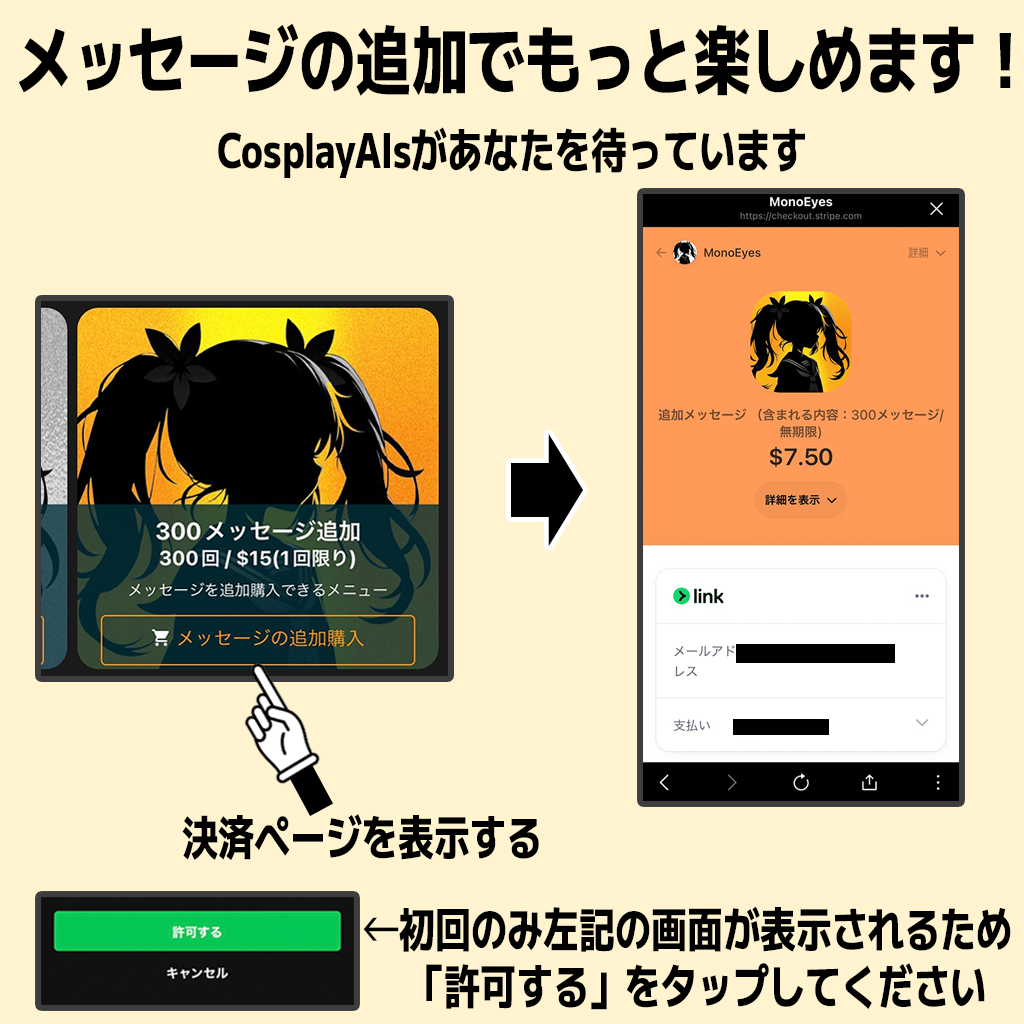 メッセージの追加でもっと楽しめます！
CosplayAIsがあなたを待っています
300メッセージ追加
300回 / $15(1回限り)
メッセージを追加購入できるメニュー
メッセージの追加購入
決済ページを表示する
MonoEyes
https://checkout.stripe.com
MonoEyes
詳細
追加メッセージ （含まれる内容：300メッセージ/
無期限)
$7.50
詳細を表示
link
メールアド
レス
支払い
許可する
キャンセル
←初回のみ左記の画面が表示されるため
「許可する」をタップしてください